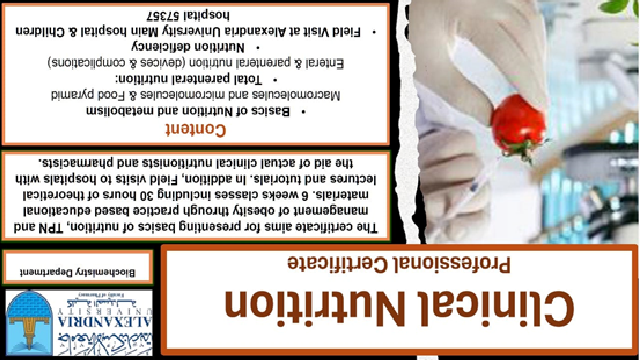 Clinical Nutrition
Professional Certificate
ALEXANDRIA
UNIVERSITY
Faculty of Pharmacy
Biochemistry Department
The certificate aims for presenting basics of nutrition, TPN and
management of obesity through practice based educational
materials. 6 weeks classes including 30 hours of theoretical
lectures and tutorials. In addition, Field visits to hospitals with
the aid of actual clinical nutritionists and pharmacists.
Content
• Basics of Nutrition and metabolism
Macromolecules and micromolecules & Food pyramid
• Total parenteral nutrition:
Enteral & parenteral nutrition (devices & complications)
• Nutrition deficiency
• Field Visit at Alexandria University Main hospital & Children
hospital 57357